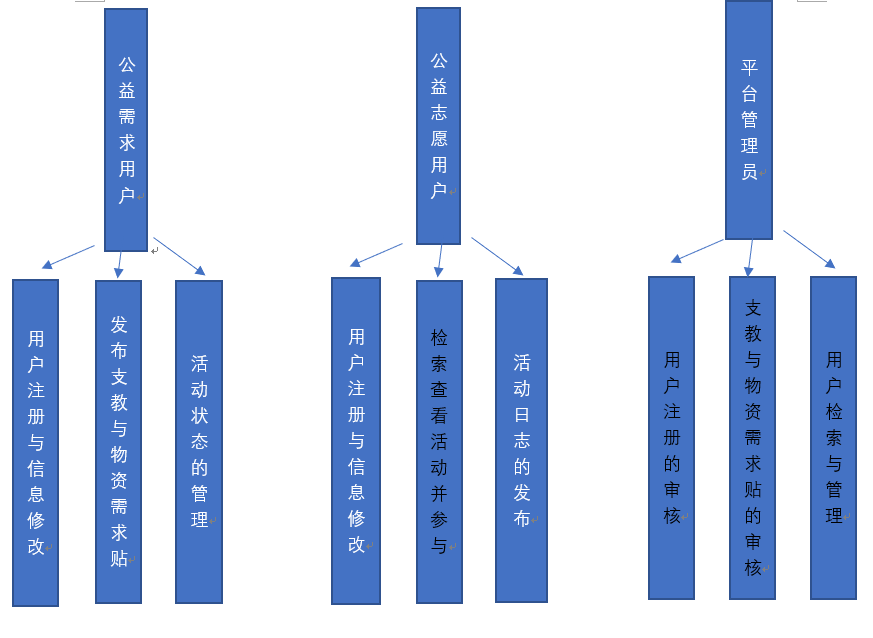 公益需求用户
公益志愿用户
平台管理员
用户注册与信息修改
发布支教与物资需求贴
活动状态的管理
用户注册与信息修改
检索查看活动并参与
活动日志的发布
用户注册的审核
支教与物资需求贴的审核
用户检索与管理